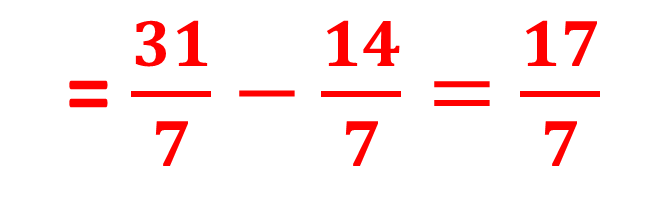 = 31/7 − 14/7 = 17/7